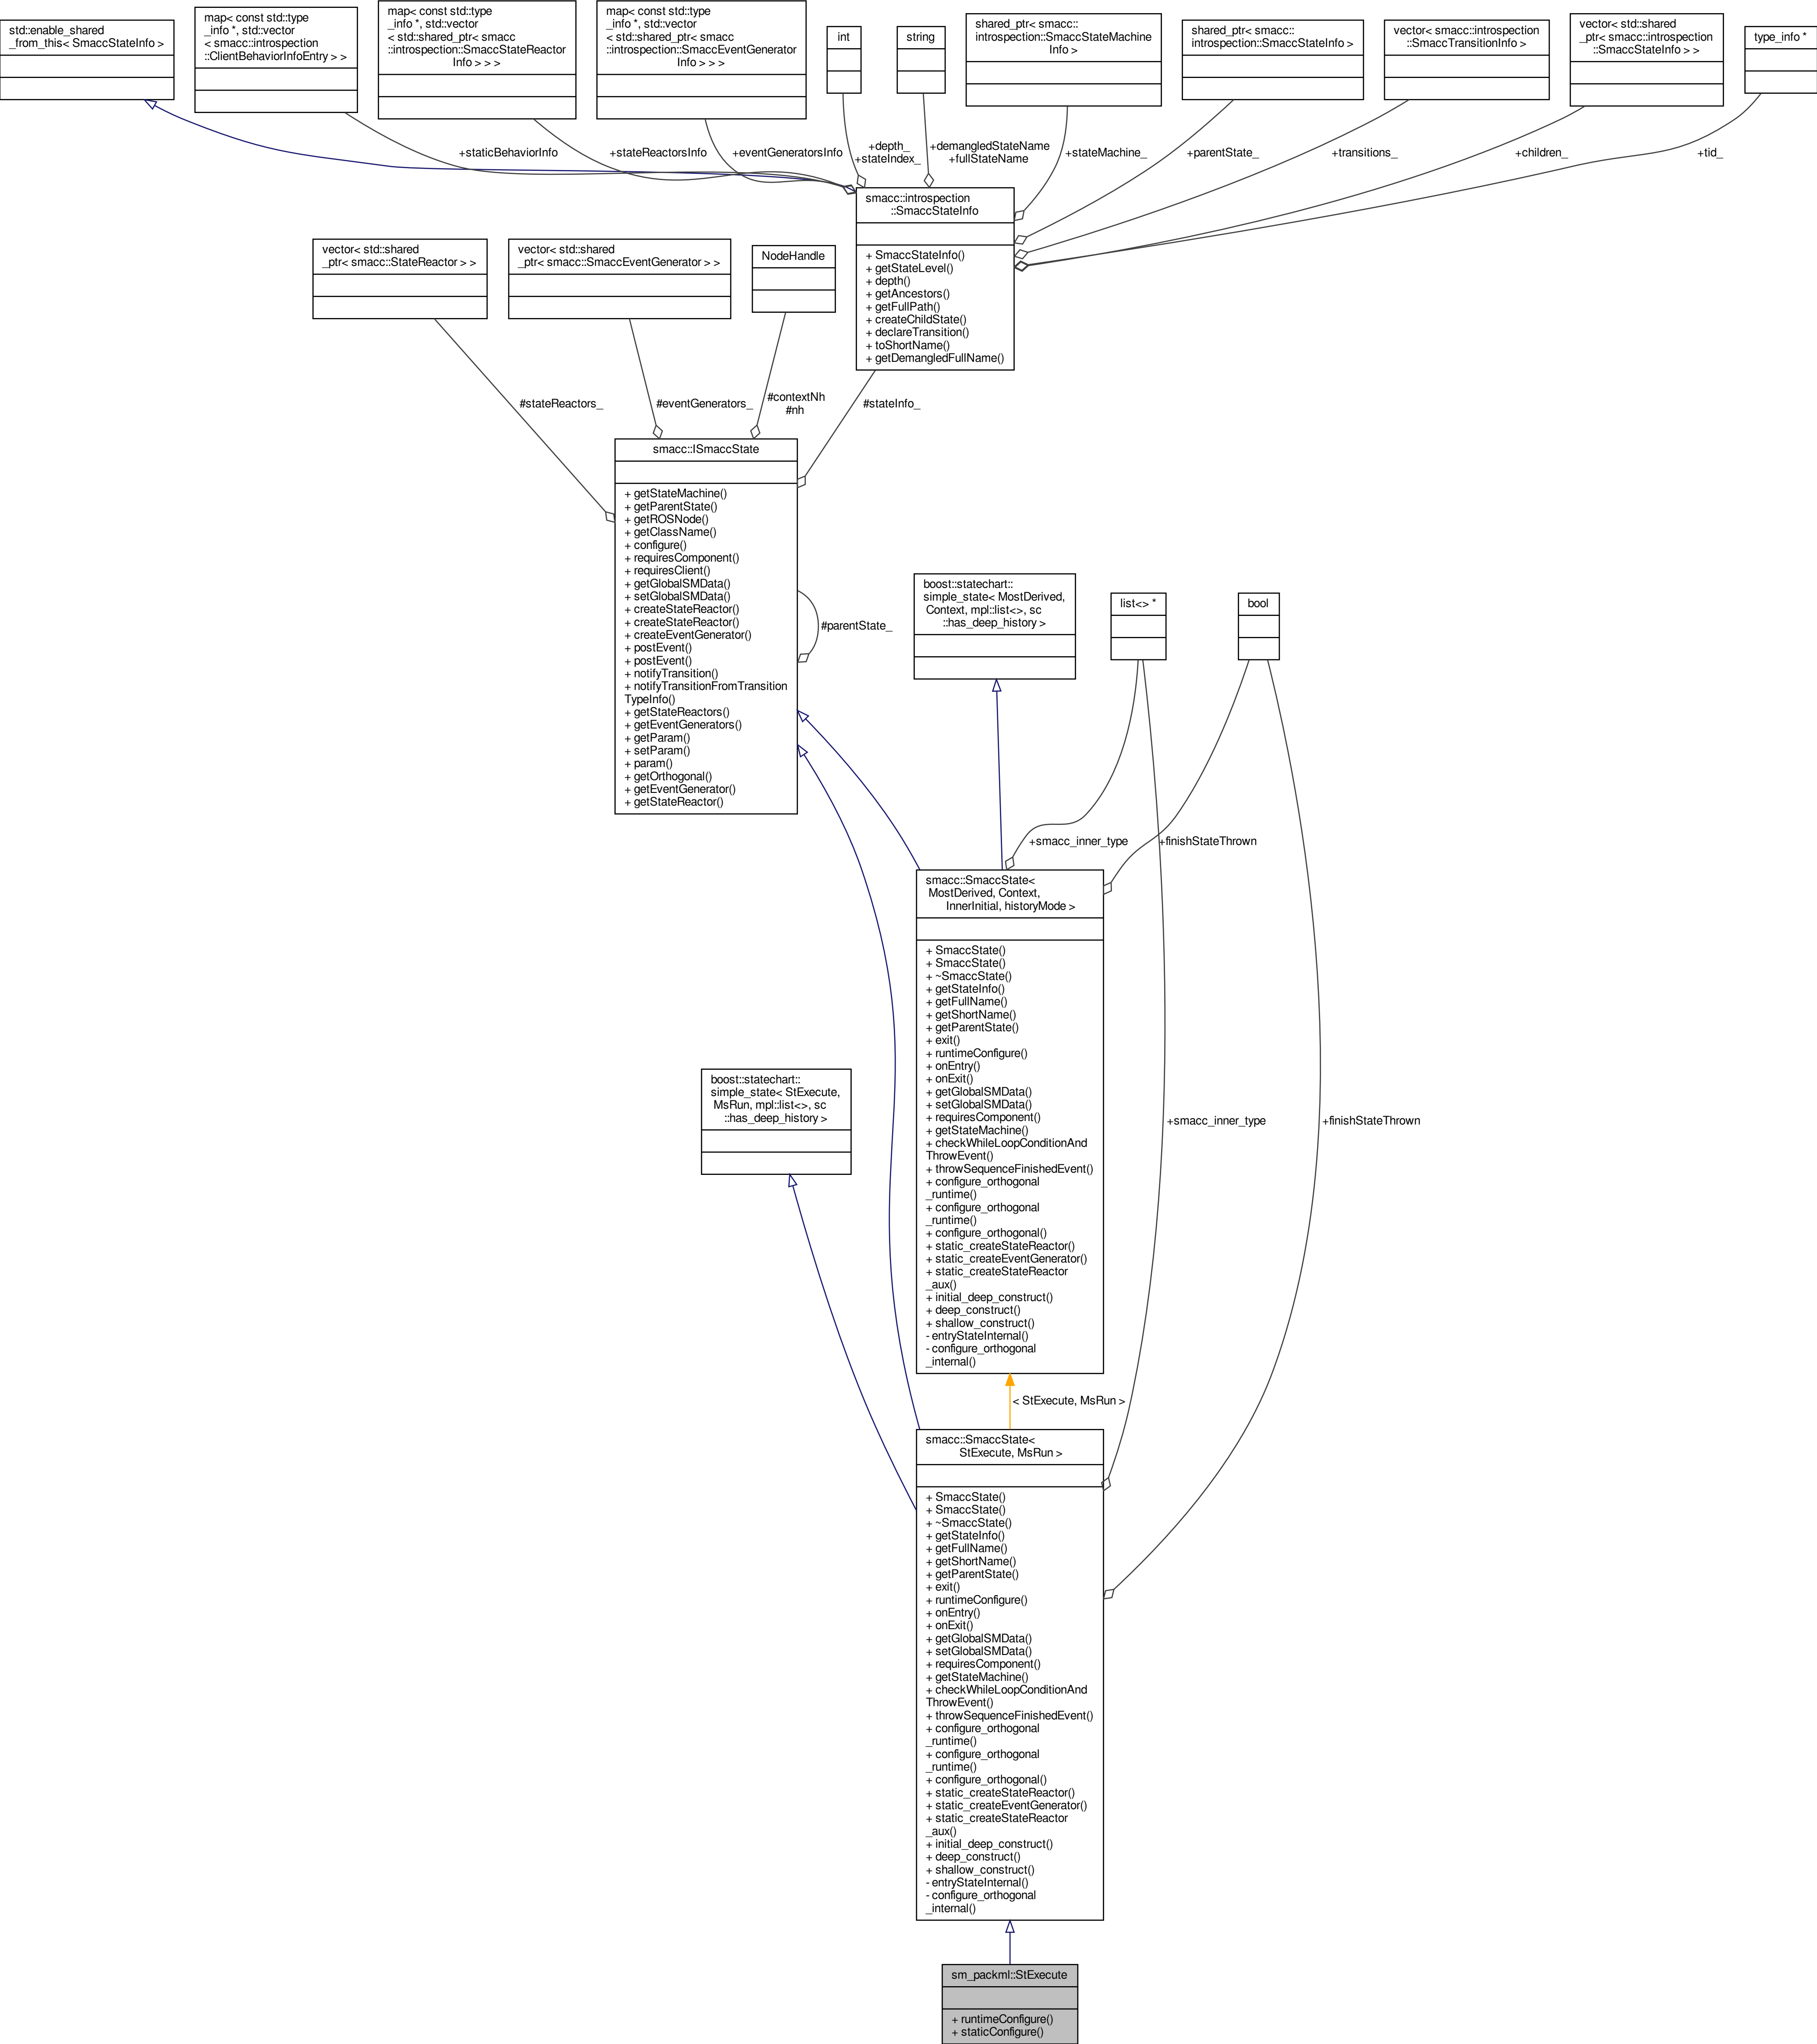 std::enable_shared
_from_this< SmaccStateInfo >
map< const std::type
_info *, std::vector
< smacc::introspection
::ClientBehaviorInfoEntry > >
map< const std::type
_info *, std::vector
< std::shared_ptr< smacc
::introspection::SmaccStateReactor
Info > > >
map< const std::type
_info *, std::vector
< std::shared_ptr< smacc
::introspection::SmaccEventGenerator
Info > > >
int
string
shared_ptr< smacc::
introspection::SmaccStateMachine
Info >
shared_ptr< smacc::
introspection::SmaccStateInfo >
vector< smacc::introspection
::SmaccTransitionInfo >
vector< std::shared
_ptr< smacc::introspection
::SmaccStateInfo > >
type_info *
+staticBehaviorInfo
+stateReactorsInfo
+eventGeneratorsInfo
+depth_
+stateIndex_
+demangledStateName
+fullStateName
+stateMachine_
+parentState_
+transitions_
+children_
+tid_
smacc::introspection
::SmaccStateInfo
+ SmaccStateInfo()
+ getStateLevel()
+ depth()
+ getAncestors()
+ getFullPath()
+ createChildState()
+ declareTransition()
+ toShortName()
+ getDemangledFullName()
vector< std::shared
_ptr< smacc::StateReactor > >
vector< std::shared
_ptr< smacc::SmaccEventGenerator > >
NodeHandle
#stateReactors_
#eventGenerators_
#contextNh
#nh
#stateInfo_
smacc::ISmaccState
+ getStateMachine()
+ getParentState()
+ getROSNode()
+ getClassName()
+ configure()
+ requiresComponent()
+ requiresClient()
+ getGlobalSMData()
+ setGlobalSMData()
+ createStateReactor()
+ createStateReactor()
+ createEventGenerator()
+ postEvent()
+ postEvent()
+ notifyTransition()
+ notifyTransitionFromTransition
TypeInfo()
+ getStateReactors()
+ getEventGenerators()
+ getParam()
+ setParam()
+ param()
+ getOrthogonal()
+ getEventGenerator()
+ getStateReactor()
#parentState_
boost::statechart::
simple_state< MostDerived,
Context, mpl::list<>, sc
::has_deep_history >
list<> *
bool
+smacc_inner_type
+finishStateThrown
smacc::SmaccState<
MostDerived, Context,
InnerInitial, historyMode >
+ SmaccState()
+ SmaccState()
+ ~SmaccState()
+ getStateInfo()
+ getFullName()
+ getShortName()
+ getParentState()
+ exit()
+ runtimeConfigure()
+ onEntry()
+ onExit()
+ getGlobalSMData()
+ setGlobalSMData()
+ requiresComponent()
+ getStateMachine()
+ checkWhileLoopConditionAnd
ThrowEvent()
+ throwSequenceFinishedEvent()
+ configure_orthogonal
_runtime()
+ configure_orthogonal
_runtime()
+ configure_orthogonal()
+ static_createStateReactor()
+ static_createEventGenerator()
+ static_createStateReactor
_aux()
+ initial_deep_construct()
+ deep_construct()
+ shallow_construct()
- entryStateInternal()
- configure_orthogonal
_internal()
boost::statechart::
simple_state< StExecute,
MsRun, mpl::list<>, sc
::has_deep_history >
+smacc_inner_type
+finishStateThrown
< StExecute, MsRun >
smacc::SmaccState<
StExecute, MsRun >
+ SmaccState()
+ SmaccState()
+ ~SmaccState()
+ getStateInfo()
+ getFullName()
+ getShortName()
+ getParentState()
+ exit()
+ runtimeConfigure()
+ onEntry()
+ onExit()
+ getGlobalSMData()
+ setGlobalSMData()
+ requiresComponent()
+ getStateMachine()
+ checkWhileLoopConditionAnd
ThrowEvent()
+ throwSequenceFinishedEvent()
+ configure_orthogonal
_runtime()
+ configure_orthogonal
_runtime()
+ configure_orthogonal()
+ static_createStateReactor()
+ static_createEventGenerator()
+ static_createStateReactor
_aux()
+ initial_deep_construct()
+ deep_construct()
+ shallow_construct()
- entryStateInternal()
- configure_orthogonal
_internal()
sm_packml::StExecute
+ runtimeConfigure()
+ staticConfigure()